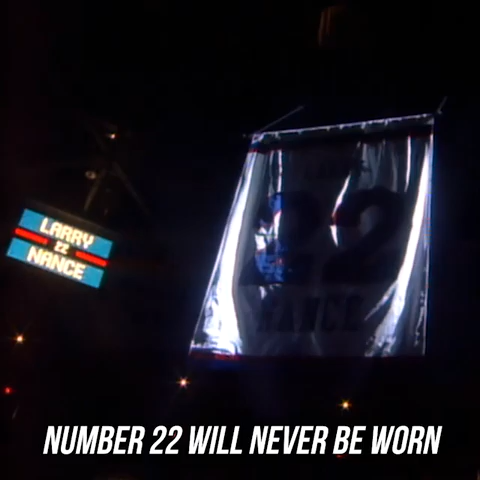 LARRY
22
NANCE
22
NANCE
NUMBER 22 WILL NEVER BE WORN